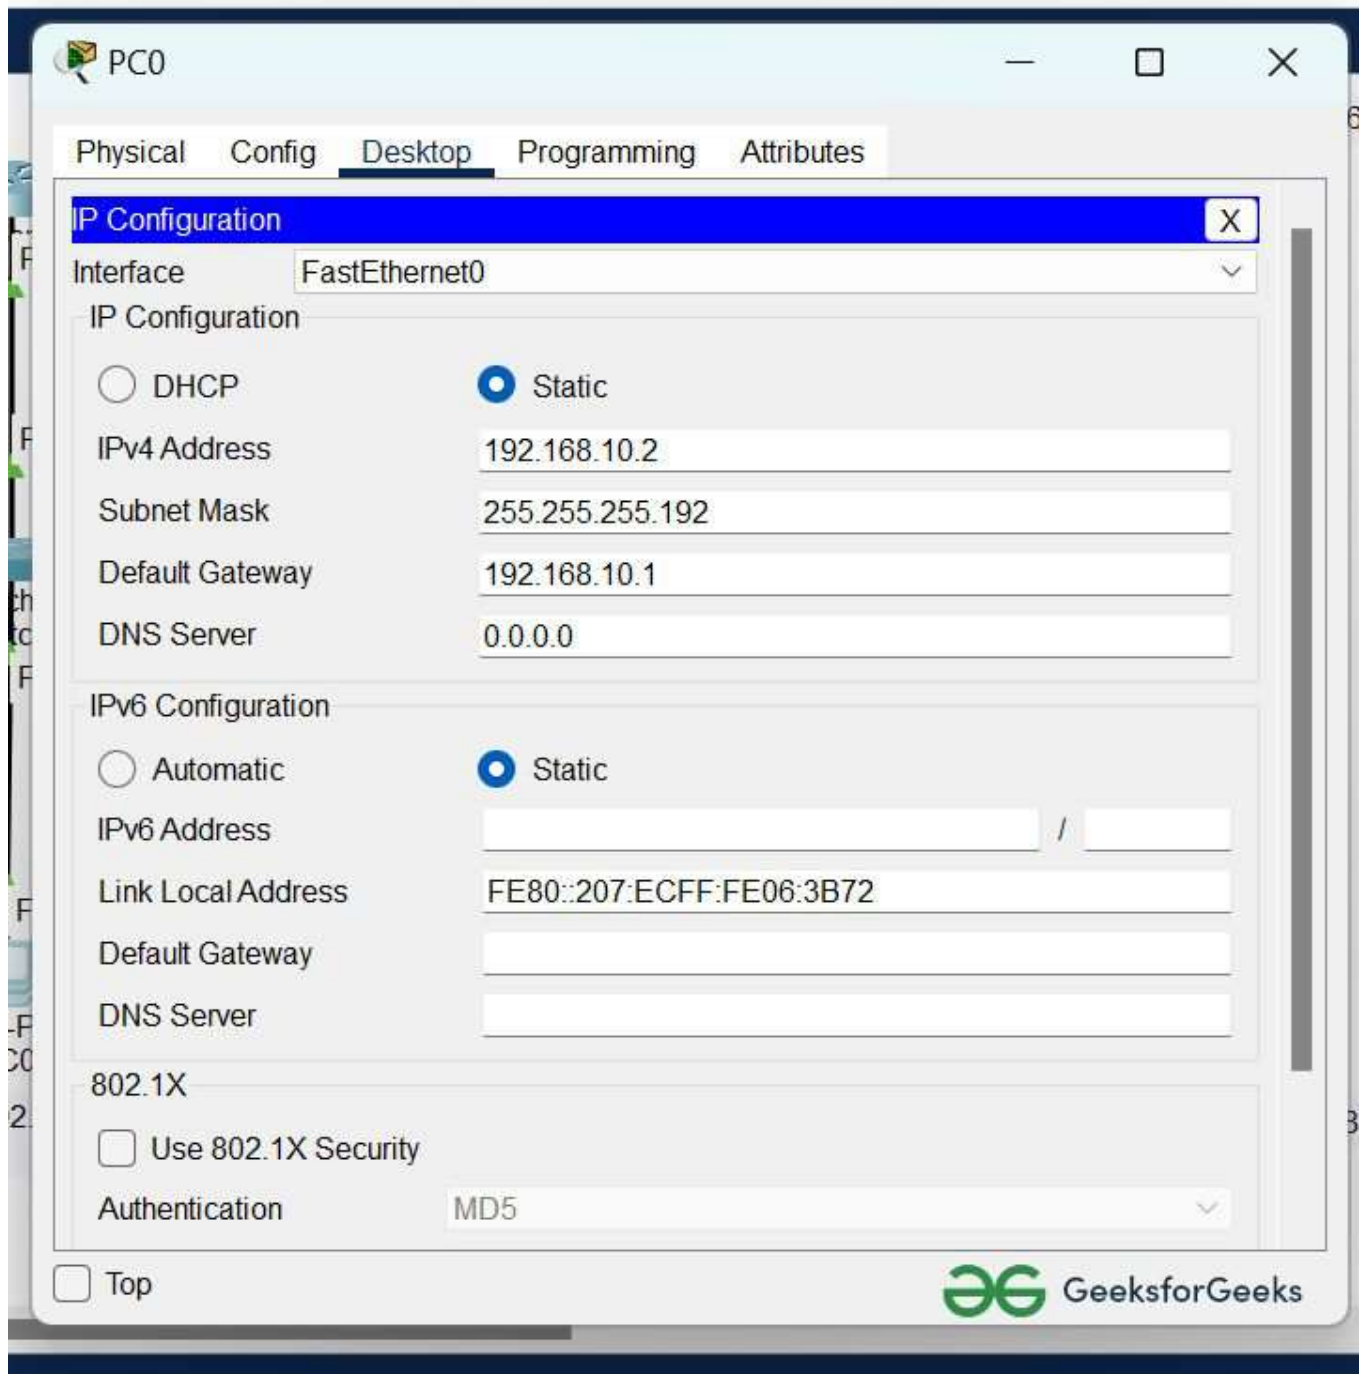 PC0
Physical Config Desktop Programming Attributes
IP Configuration X
Interface FastEthernet0
IP Configuration
DHCP Static
IPv4 Address 192.168.10.2
Subnet Mask 255.255.255.192
Default Gateway 192.168.10.1
DNS Server 0.0.0.0
IPv6 Configuration
Automatic Static
IPv6 Address /
Link Local Address FE80::207:ECFF:FE06:3B72
Default Gateway
DNS Server
802.1X
Use 802.1X Security
Authentication MD5
Top
GeeksforGeeks